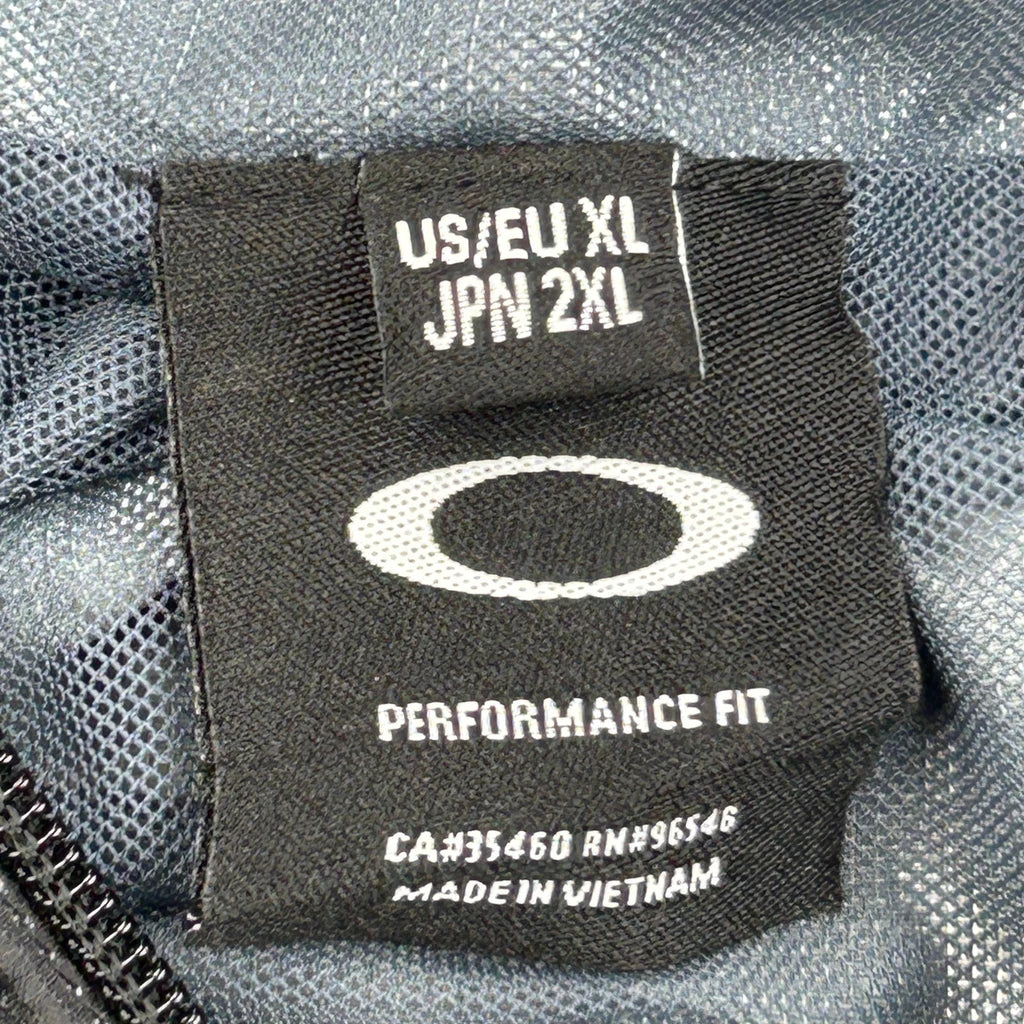 US/EU XL
JPN 2XL
PERFORMANCE FIT
CA#35460 RN#96546
MADE IN VIETNAM